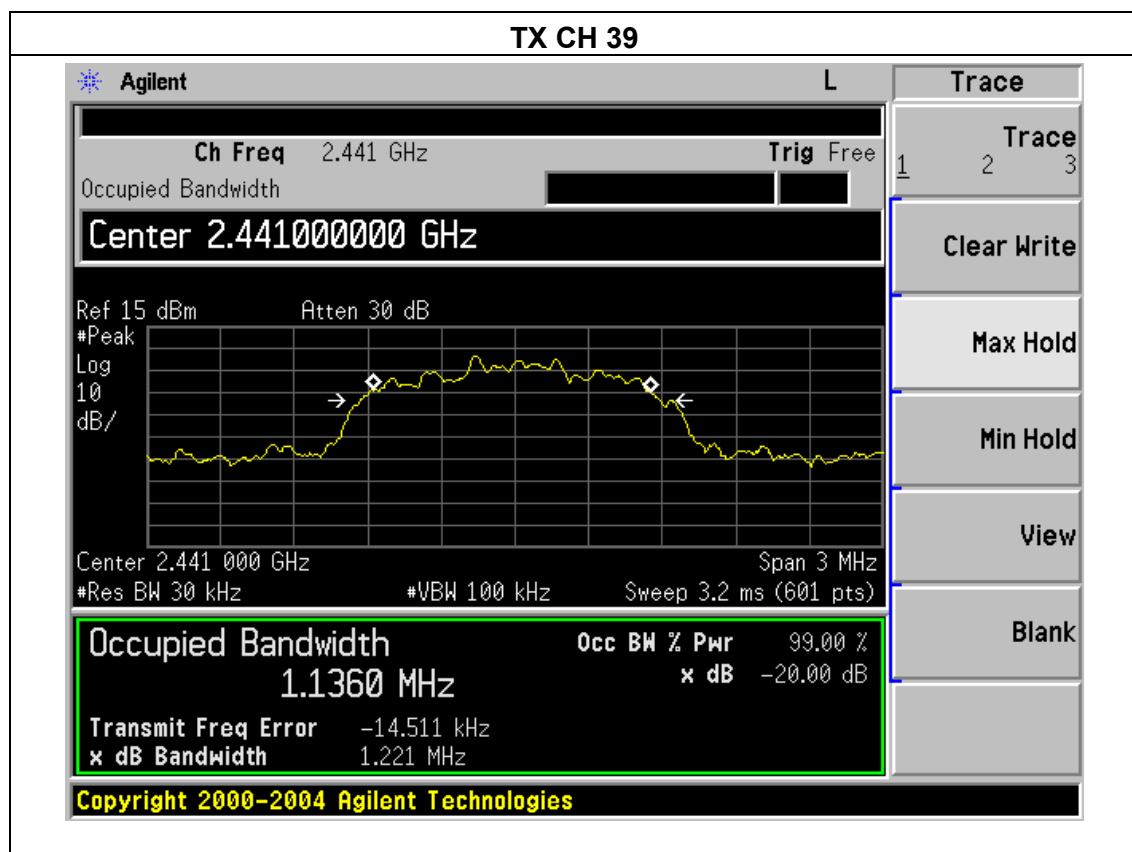 TX CH 39
Agilent L Trace
Ch Freq 2.441 GHz Trig Free
Occupied Bandwidth
Center 2.441000000 GHz
Ref 15 dBm Atten 30 dB
#Peak
Log
10
dB/
Center 2.441 000 GHz Span 3 MHz
#Res BW 30 kHz #VBW 100 kHz Sweep 3.2 ms (601 pts)
Occupied Bandwidth Occ BW % Pwr 99.00 %
1.1360 MHz x dB -20.00 dB
Transmit Freq Error -14.511 kHz
x dB Bandwidth 1.221 MHz
Copyright 2000-2004 Agilent Technologies
Trace
1 2 3
Clear Write
Max Hold
Min Hold
View
Blank